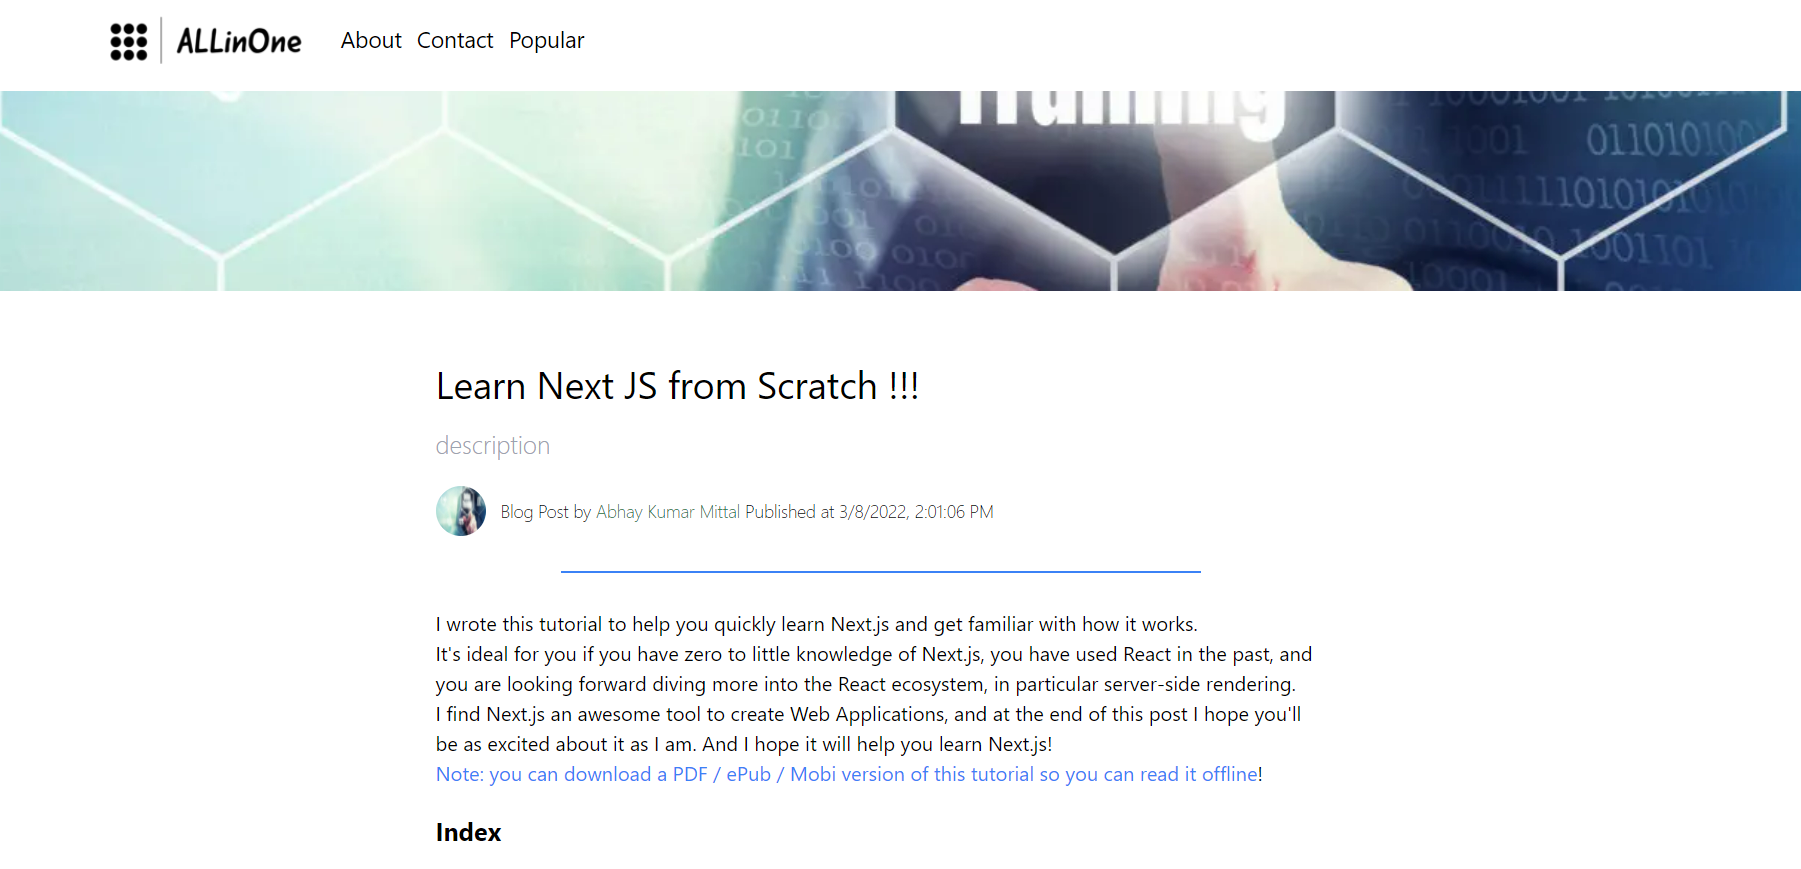 ALLinOne About Contact Popular
Training
Learn Next JS from Scratch !!!
description
Blog Post by Abhay Kumar Mittal Published at 3/8/2022, 2:01:06 PM
I wrote this tutorial to help you quickly learn Next.js and get familiar with how it works.
It's ideal for you if you have zero to little knowledge of Next.js, you have used React in the past, and
you are looking forward diving more into the React ecosystem, in particular server-side rendering.
I find Next.js an awesome tool to create Web Applications, and at the end of this post I hope you'll
be as excited about it as I am. And I hope it will help you learn Next.js!
Note: you can download a PDF / ePub / Mobi version of this tutorial so you can read it offline!
Index